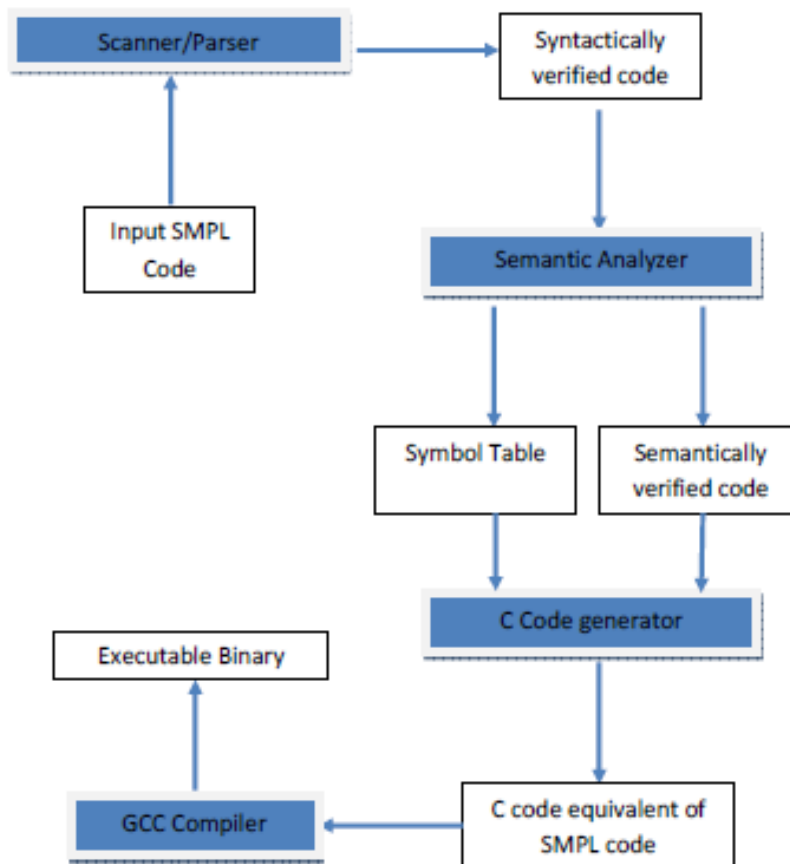 Scanner/Parser
Syntactically
verified code
Input SMPL
Code
Semantic Analyzer
Symbol Table
Semantically
verified code
C Code generator
Executable Binary
GCC Compiler
C code equivalent of
SMPL code